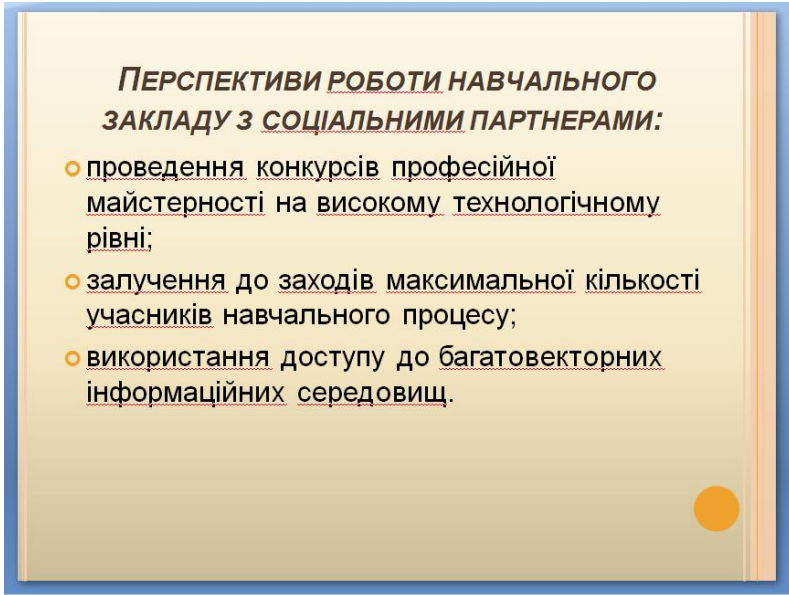 ПЕРСПЕКТИВИ РОБОТИ НАВЧАЛЬНОГО
ЗАКЛАДУ З СОЦІАЛЬНИМИ ПАРТНЕРАМИ:
проведення конкурсів професійної
майстерності на високому технологічному
рівні;
залучення до заходів максимальної кількості
учасників навчального процесу;
використання доступу до багатовекторних
інформаційних середовищ.